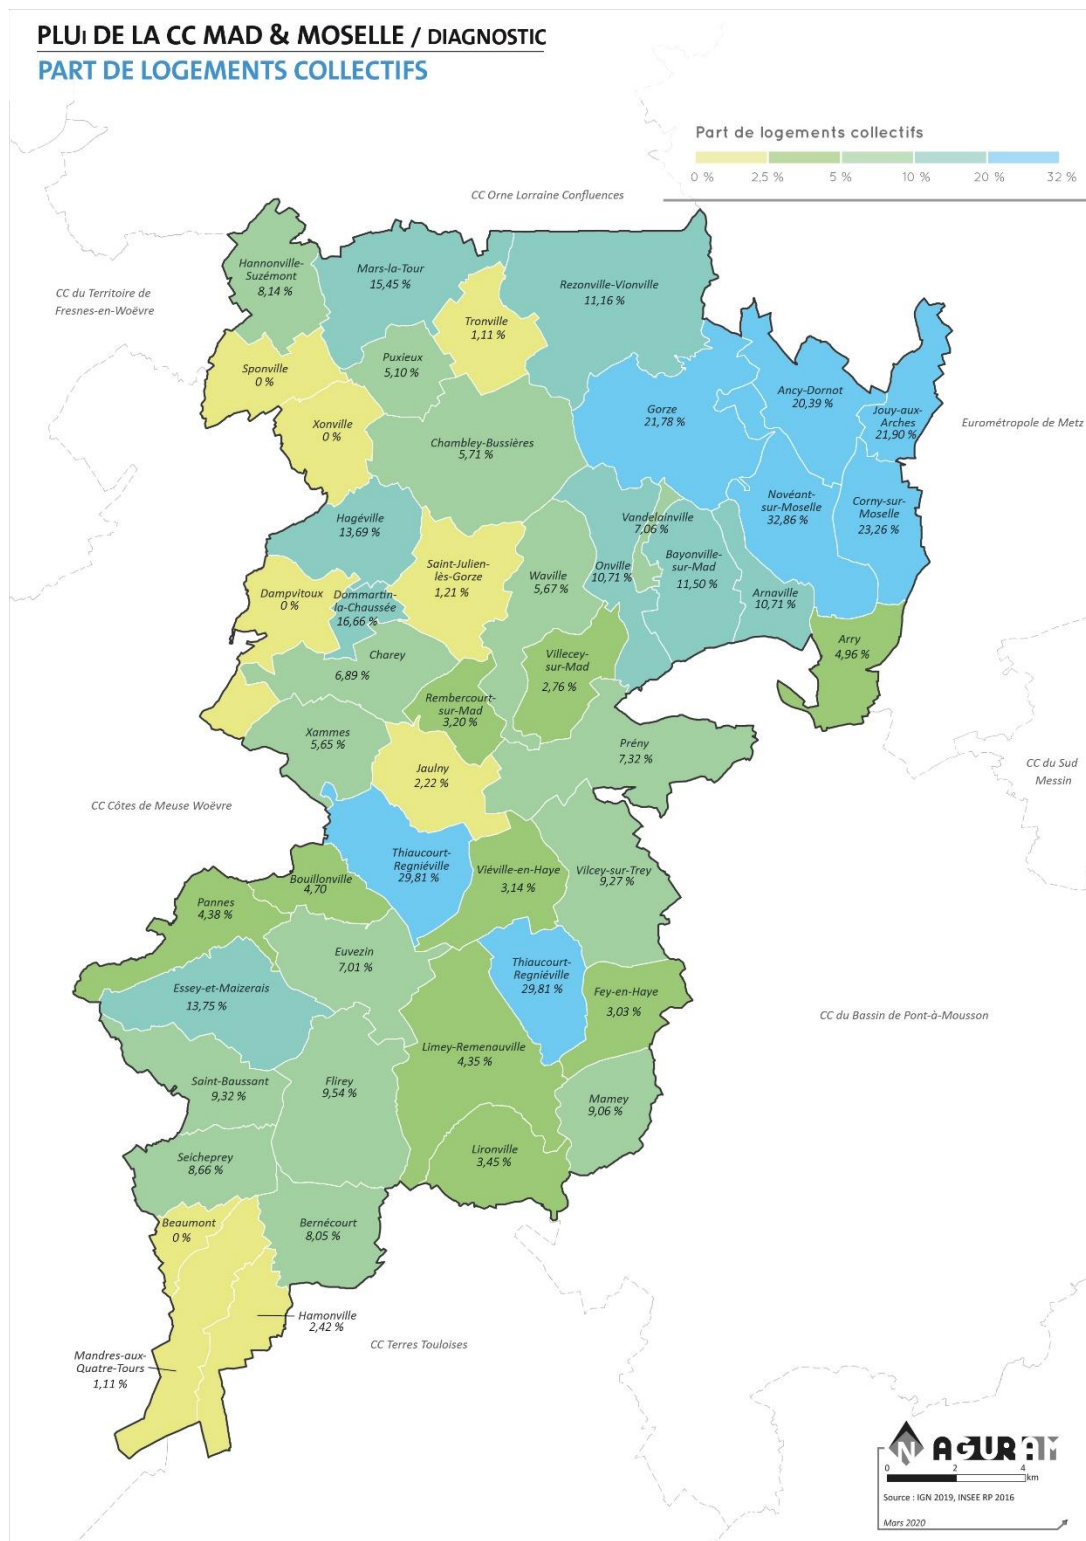 PLUi DE LA CC MAD & MOSELLE / DIAGNOSTIC
PART DE LOGEMENTS COLLECTIFS
Part de logements collectifs
0 % 2,5 % 5 % 10 % 20 % 32 %
CC Orne Lorraine Confluences
CC du Territoire de
Fresnes-en-Woëvre
Hannonville-
Suzémont
8,14 %
Mars-la-Tour
15,45 %
Rezonville-Vionville
11,16 %
Tronville
1,11 %
Sponville
0 %
Puxieux
5,10 %
Xonville
0 %
Chambley-Bussières
5,71 %
Gorze
21,78 %
Ancy-Dornot
20,39 %
Jouy-aux-
Arches
21,90 %
Eurométropole de Metz
Novéant-
sur-Moselle
32,86 %
Corny-sur-
Moselle
23,26 %
Hagéville
13,69 %
Vandelainville
7,06 %
Saint-Julien-
lès-Gorze
1,21 %
Waville
5,67 %
Onville
10,71 %
Bayonville-
sur-Mad
11,50 %
Arnaville
10,71 %
Dampvitoux
0 %
Dommartin-
la-Chaussée
16,66 %
Charey
6,89 %
Villecey-
sur-Mad
2,76 %
Arry
4,96 %
Rembercourt-
sur-Mad
3,20 %
Xammes
5,65 %
Prény
7,32 %
Jaulny
2,22 %
CC du Sud
Messin
CC Côtes de Meuse Woëvre
Thiaucourt-
Regniéville
29,81 %
Viéville-en-Haye
3,14 %
Vilcey-sur-Trey
9,27 %
Bouillonville
4,70
Pannes
4,38 %
Euvezin
7,01 %
Thiaucourt-
Regniéville
29,81 %
Essey-et-Maizerais
13,75 %
Fey-en-Haye
3,03 %
CC du Bassin de Pont-à-Mousson
Limey-Remenauville
4,35 %
Saint-Baussant
9,32 %
Flirey
9,54 %
Mamey
9,06 %
Lironville
3,45 %
Seicheprey
8,66 %
Beaumont
0 %
Bernécourt
8,05 %
Hamonville
2,42 %
CC Terres Touloises
Mandres-aux-
Quatre-Tours
1,11 %
N AGURAM
0 2 4
km
Source : IGN 2019, INSEE RP 2016
Mars 2020